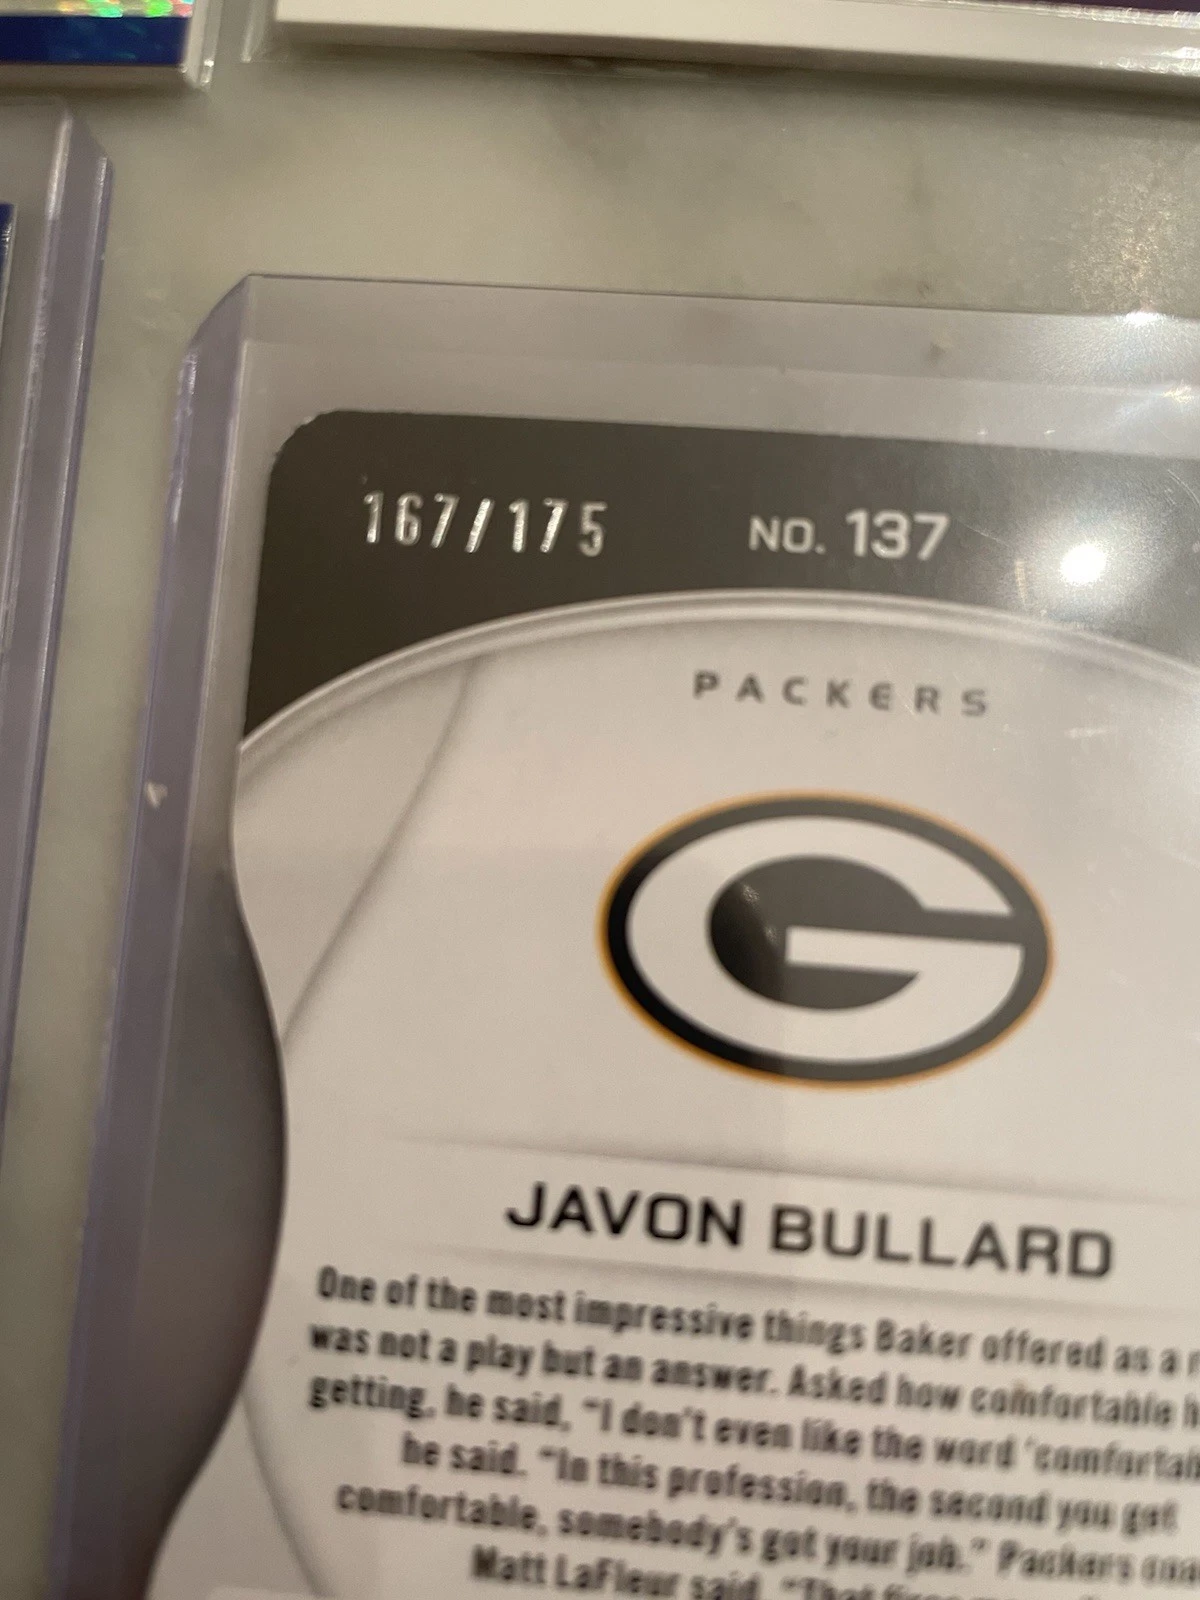 167/175 NO. 137
PACKERS
G
JAVON BULLARD
One of the most impressive things Baker offered as a
was not a play but an answer. Asked how comfortable
getting, he said, "I don't even like the word 'comfortab
he said. "In this profession, the second you get
comfortable, somebody's got your job." Packers
Matt LaFleur said. "That